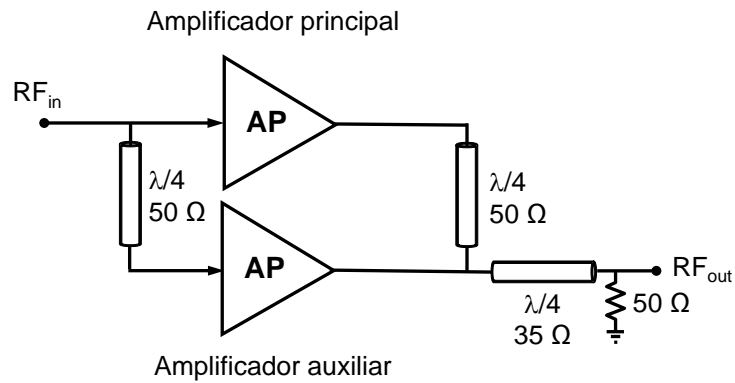 Amplificador principal
RFin
AP
λ/4
50 Ω
λ/4
50 Ω
AP
RFout
λ/4
35 Ω
50 Ω
Amplificador auxiliar